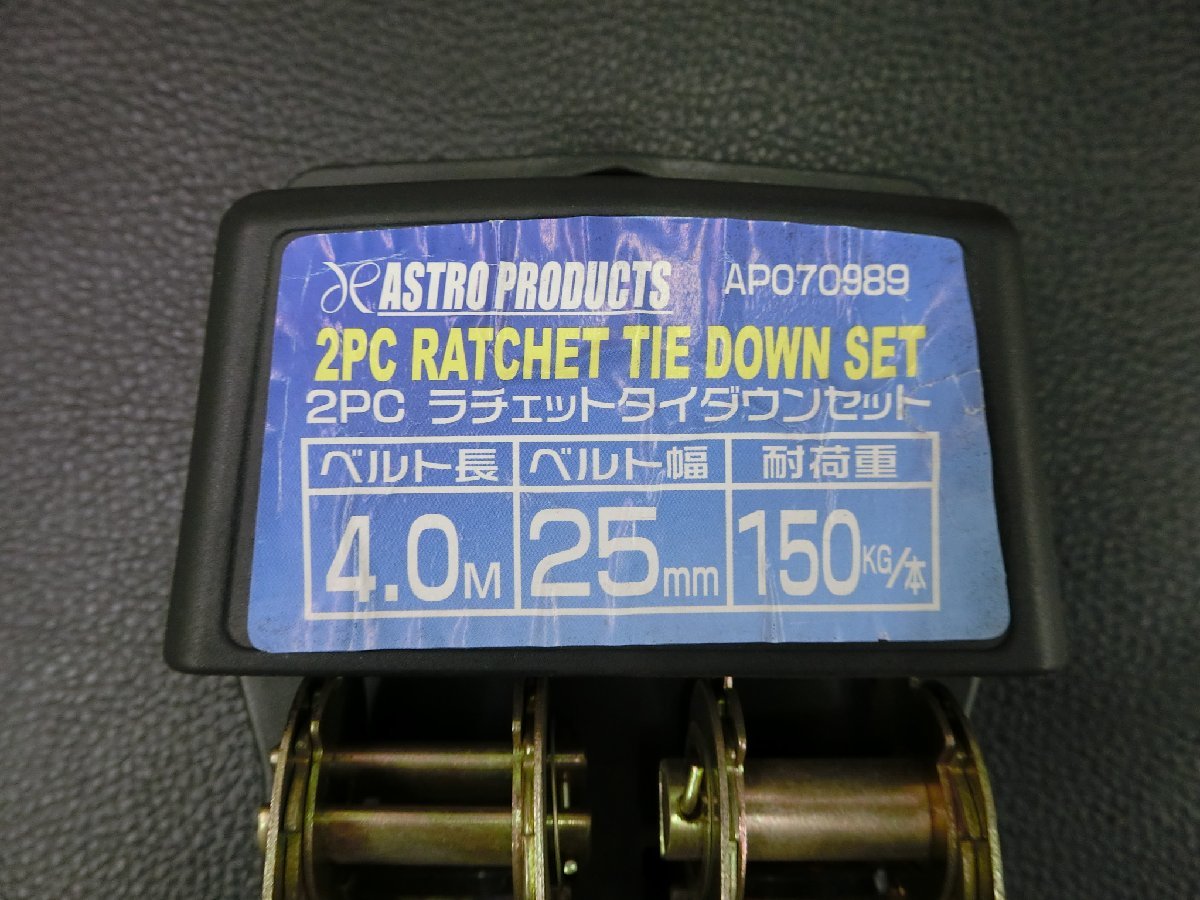 ASTRO PRODUCTS AP070989
2PC RATCHET TIE DOWN SET
2PC ラチェットタイダウンセット
ベルト長 ベルト幅 耐荷重
4.0M 25mm 150KG/本